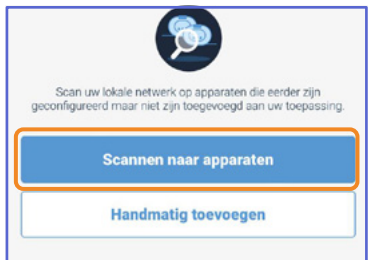 Scan uw lokale netwerk op apparaten die eerder zijn
geconfigureerd maar niet zijn toegevoegd aan uw toepassing.
Scannen naar apparaten
Handmatig toevoegen